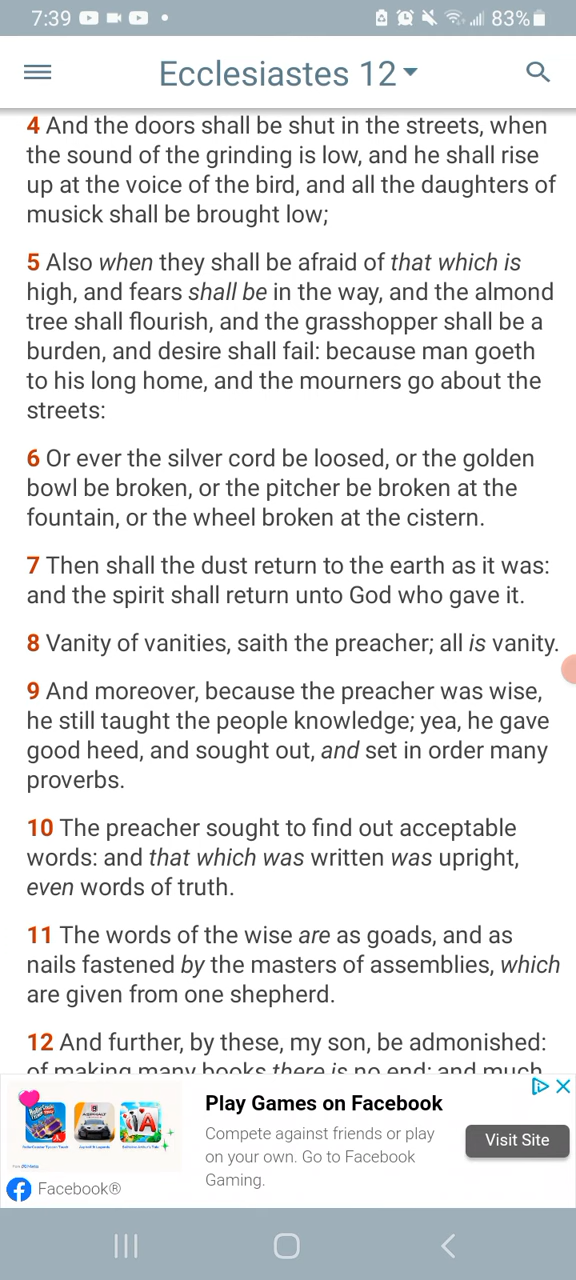 7:39
83%
Ecclesiastes 12
4 And the doors shall be shut in the streets, when
the sound of the grinding is low, and he shall rise
up at the voice of the bird, and all the daughters of
musick shall be brought low;
5 Also when they shall be afraid of that which is
high, and fears shall be in the way, and the almond
tree shall flourish, and the grasshopper shall be a
burden, and desire shall fail: because man goeth
to his long home, and the mourners go about the
streets:
6 Or ever the silver cord be loosed, or the golden
bowl be broken, or the pitcher be broken at the
fountain, or the wheel broken at the cistern.
7 Then shall the dust return to the earth as it was:
and the spirit shall return unto God who gave it.
8 Vanity of vanities, saith the preacher; all is vanity.
9 And moreover, because the preacher was wise,
he still taught the people knowledge; yea, he gave
good heed, and sought out, and set in order many
proverbs.
10 The preacher sought to find out acceptable
words: and that which was written was upright,
even words of truth.
11 The words of the wise are as goads, and as
nails fastened by the masters of assemblies, which
are given from one shepherd.
12 And further, by these, my son, be admonished:
of making many books there is no end; and much
Play Games on Facebook
Compete against friends or play
on your own. Go to Facebook
Gaming.
Visit Site
Facebook®